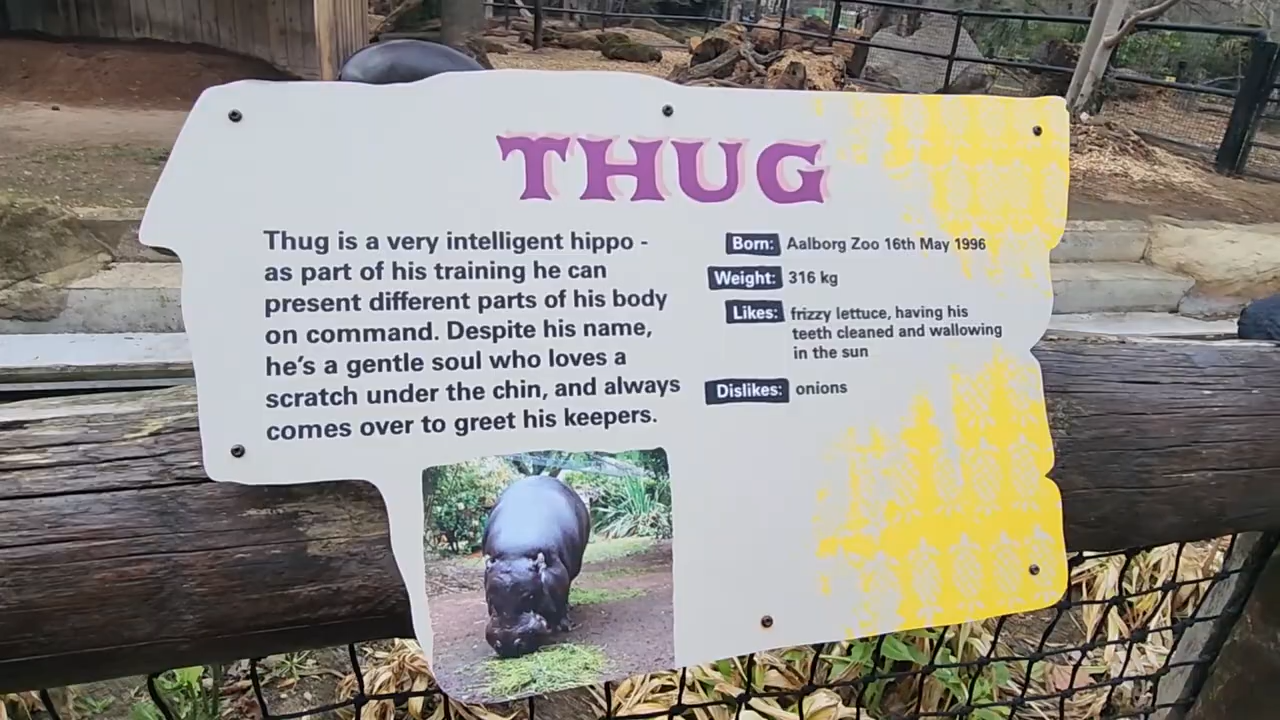 THUG
Thug is a very intelligent hippo -
as part of his training he can
present different parts of his body
on command. Despite his name,
he's a gentle soul who loves a
scratch under the chin, and always
comes over to greet his keepers.
Born: Aalborg Zoo 16th May 1996
Weight: 316 kg
Likes: frizzy lettuce, having his
teeth cleaned and wallowing
in the sun
Dislikes: onions